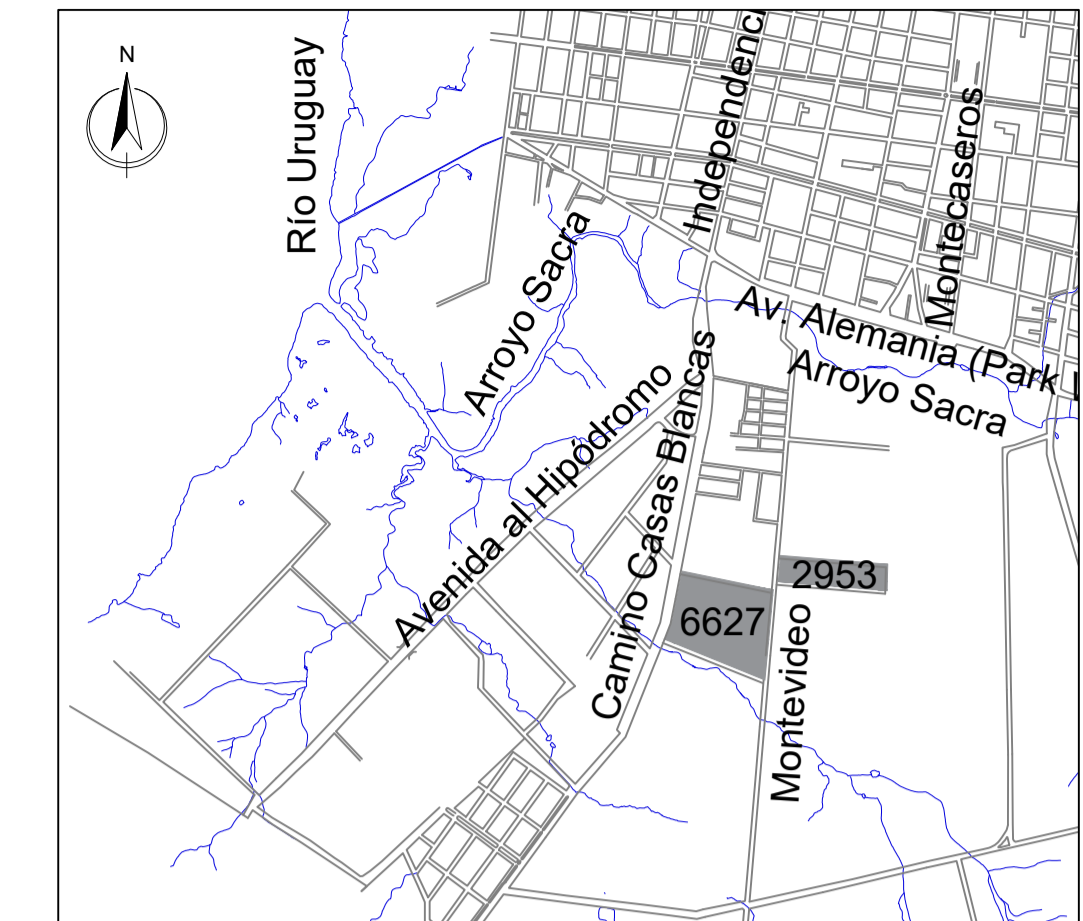 N
Río Uruguay
Independenci
Montecaseros
Arroyo Sacra
Av. Alemania (Park
Arroyo Sacra
Avenida al Hipódromo
Camino Casas Blancas
2953
6627
Montevideo